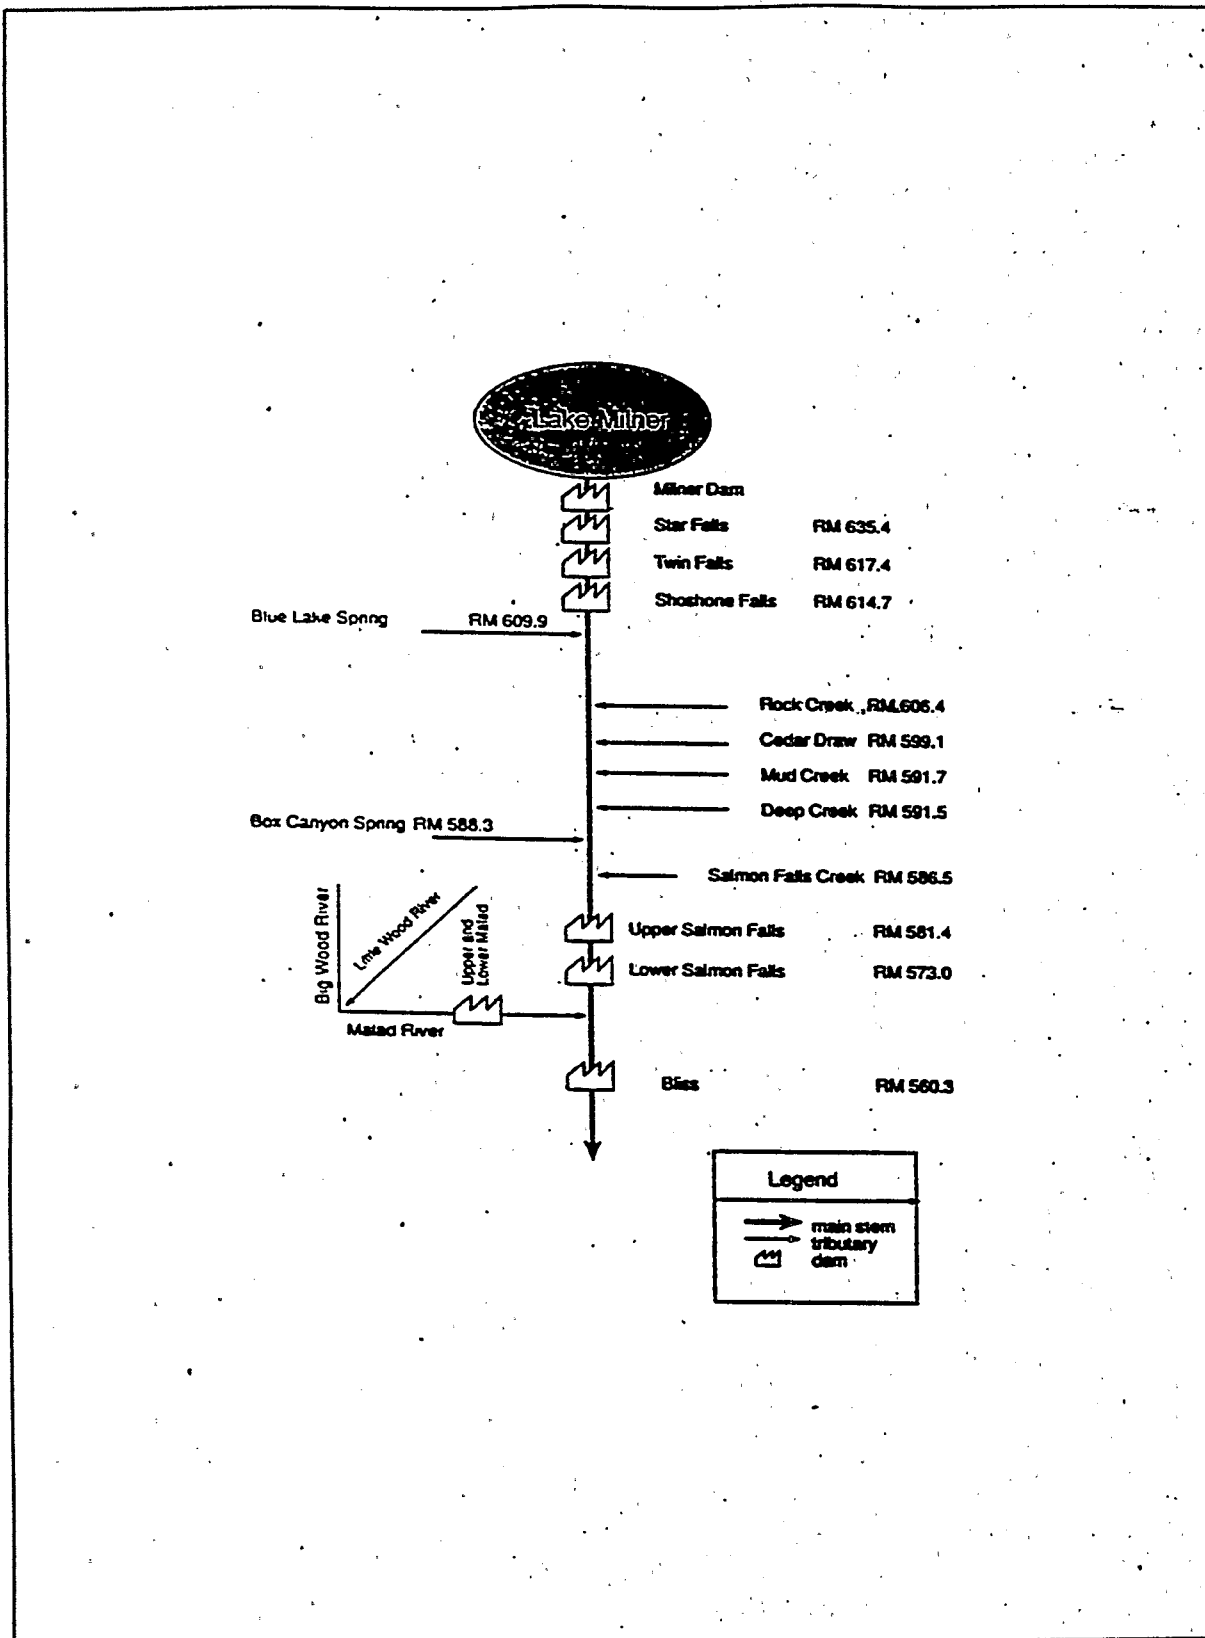 Lake Milner
Milner Dam
Star Falls RM 635.4
Twin Falls RM 617.4
Shoshone Falls RM 614.7
Blue Lake Spring RM 609.9
Rock Creek RM 606.4
Cedar Draw RM 599.1
Mud Creek RM 591.7
Deep Creek RM 591.5
Box Canyon Spring RM 588.3
Salmon Falls Creek RM 586.5
Big Wood River
Little Wood River
Upper and
Lower Malad
Upper Salmon Falls RM 581.4
Lower Salmon Falls RM 573.0
Malad River
Bliss RM 560.3
Legend
main stem
tributary
dam